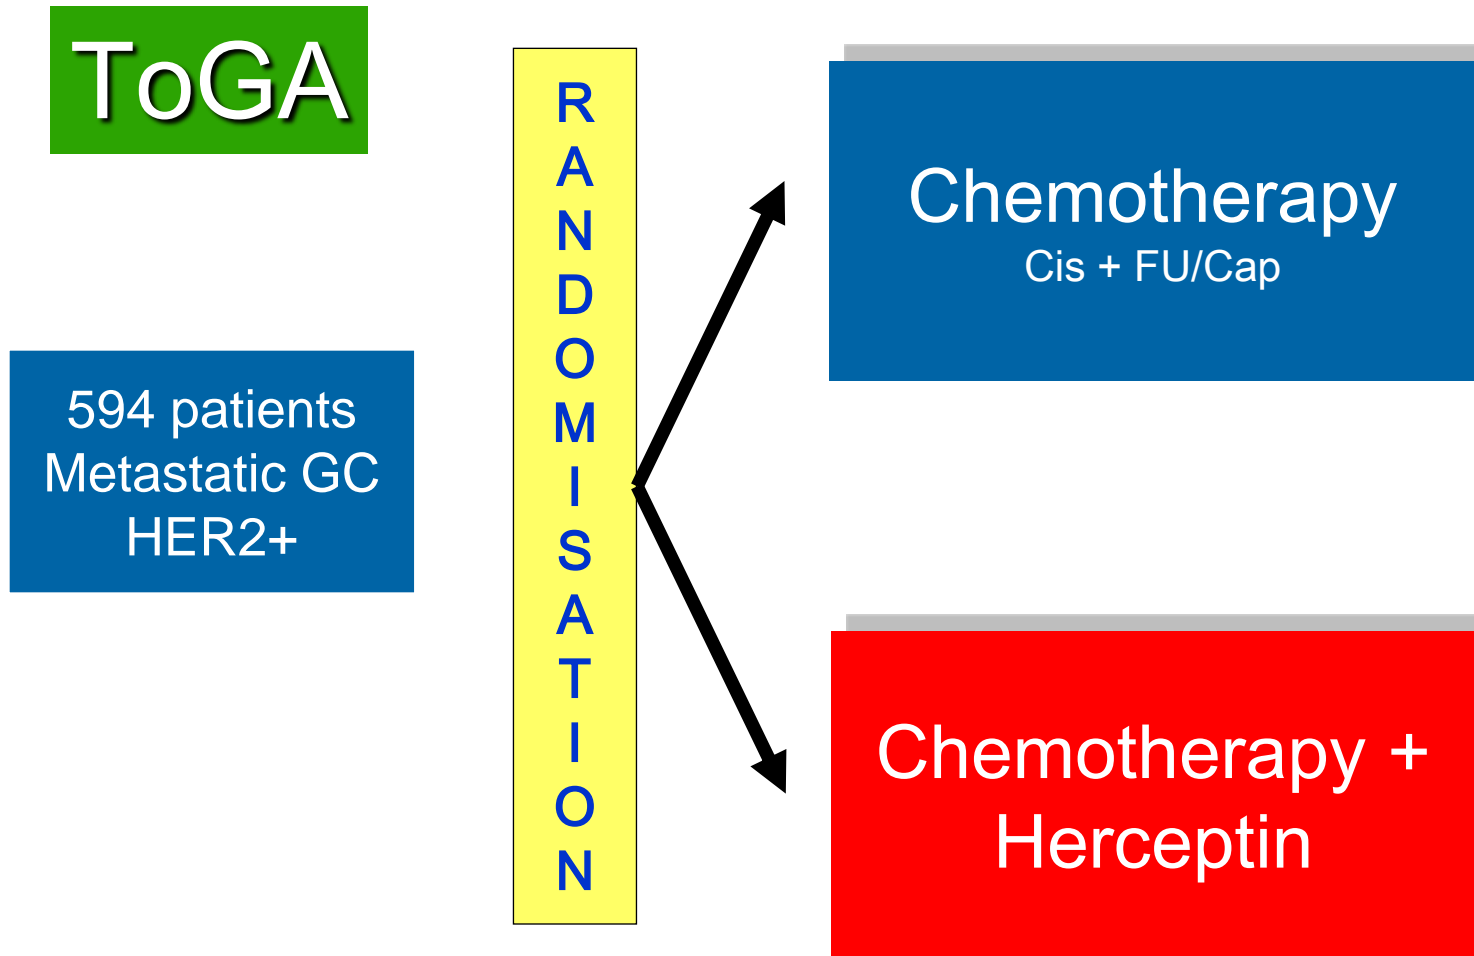 ToGA
594 patients
Metastatic GC
HER2+
R
A
N
D
O
M
I
S
A
T
I
O
N
Chemotherapy
Cis + FU/Cap
Chemotherapy +
Herceptin